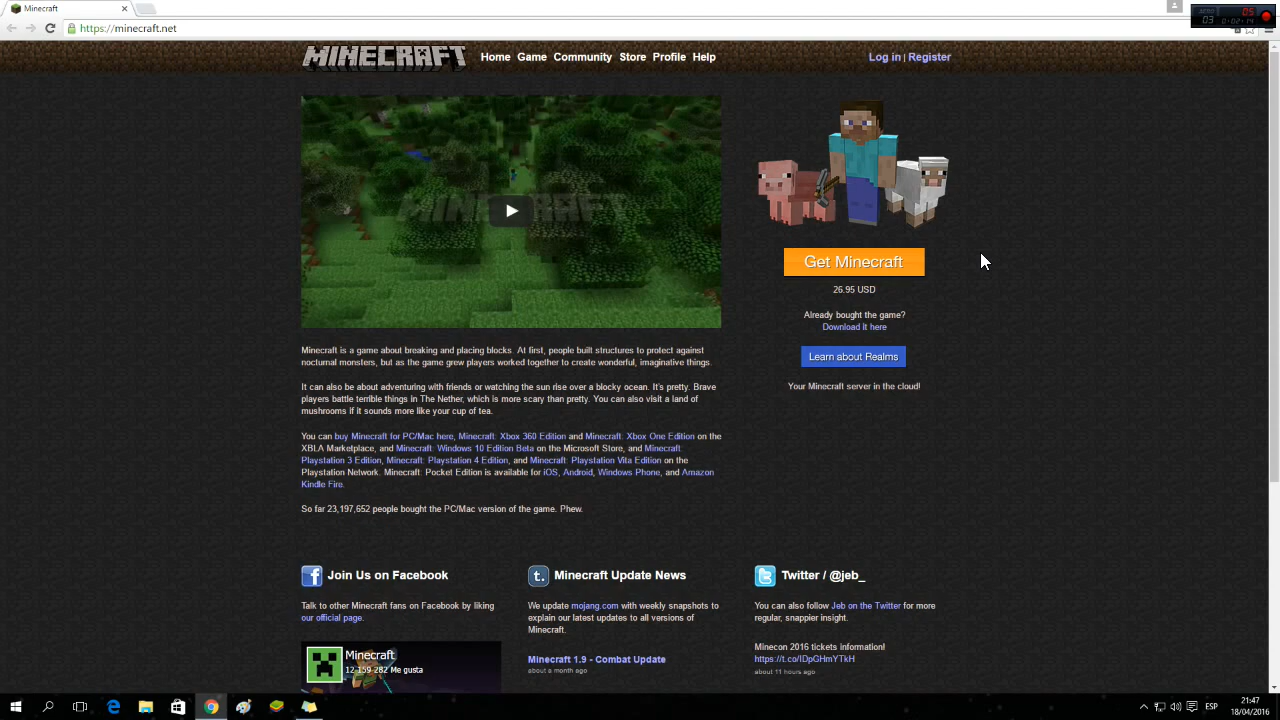 Minecraft
https://minecraft.net
05
03
MINECRAFT
Home Game Community Store Profile Help
Log in | Register
MINECRAFT
Get Minecraft
26.95 USD
Already bought the game?
Download it here
Learn about Realms
Your Minecraft server in the cloud!
Minecraft is a game about breaking and placing blocks. At first, people built structures to protect against
nocturnal monsters, but as the game grew players worked together to create wonderful, imaginative things.
It can also be about adventuring with friends or watching the sun rise over a blocky ocean. It's pretty. Brave
players battle terrible things in The Nether, which is more scary than pretty. You can also visit a land of
mushrooms if it sounds more like your cup of tea.
You can buy Minecraft for PC/Mac here, Minecraft: Xbox 360 Edition and Minecraft: Xbox One Edition on the
XBLA Marketplace, and Minecraft: Windows 10 Edition Beta on the Microsoft Store, and Minecraft:
Playstation 3 Edition, Minecraft: Playstation 4 Edition, and Minecraft: Playstation Vita Edition on the
Playstation Network. Minecraft: Pocket Edition is available for iOS, Android, Windows Phone, and Amazon
Kindle Fire.
So far 23,197,652 people bought the PC/Mac version of the game. Phew.
Join Us on Facebook
Talk to other Minecraft fans on Facebook by liking
our official page.
Minecraft
12 159 282 Me gusta
Minecraft Update News
We update mojang.com with weekly snapshots to
explain our latest updates to all versions of
Minecraft.
Minecraft 1.9 - Combat Update
about a month ago
Twitter / @jeb_
You can also follow Jeb on the Twitter for more
regular, snappier insight.
Minecon 2016 tickets information!
https://t.co/IDpGHmYTkH
about 11 hours ago
ESP
21:47
18/04/2016